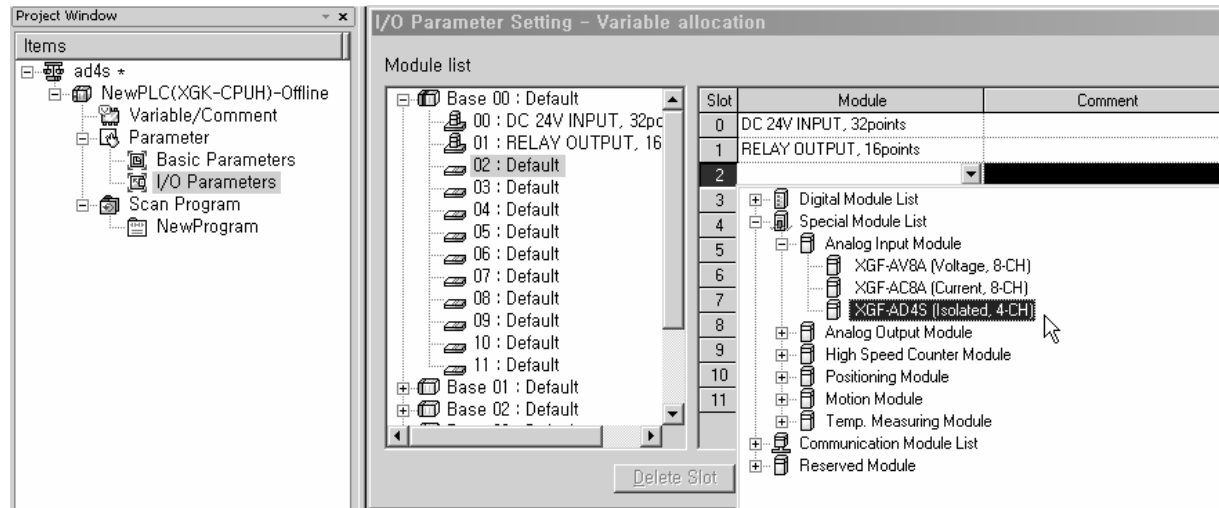 Project Window
Items
ad4s *
NewPLC(XGK-CPUH)-Offline
Variable/Comment
Parameter
Basic Parameters
I/O Parameters
Scan Program
NewProgram
I/O Parameter Setting - Variable allocation
Module list
Base 00 : Default
00 : DC 24V INPUT, 32po
01 : RELAY OUTPUT, 16
02 : Default
03 : Default
04 : Default
05 : Default
06 : Default
07 : Default
08 : Default
09 : Default
10 : Default
11 : Default
Base 01 : Default
Base 02 : Default
Delete Slot
Slot Module Comment
0 DC 24V INPUT, 32points
1 RELAY OUTPUT, 16points
2
3
4
5
6
7
8
9
10
11
Digital Module List
Special Module List
Analog Input Module
XGF-AV8A (Voltage, 8-CH)
XGF-AC8A (Current, 8-CH)
XGF-AD4S (Isolated, 4-CH)
Analog Output Module
High Speed Counter Module
Positioning Module
Motion Module
Temp. Measuring Module
Communication Module List
Reserved Module